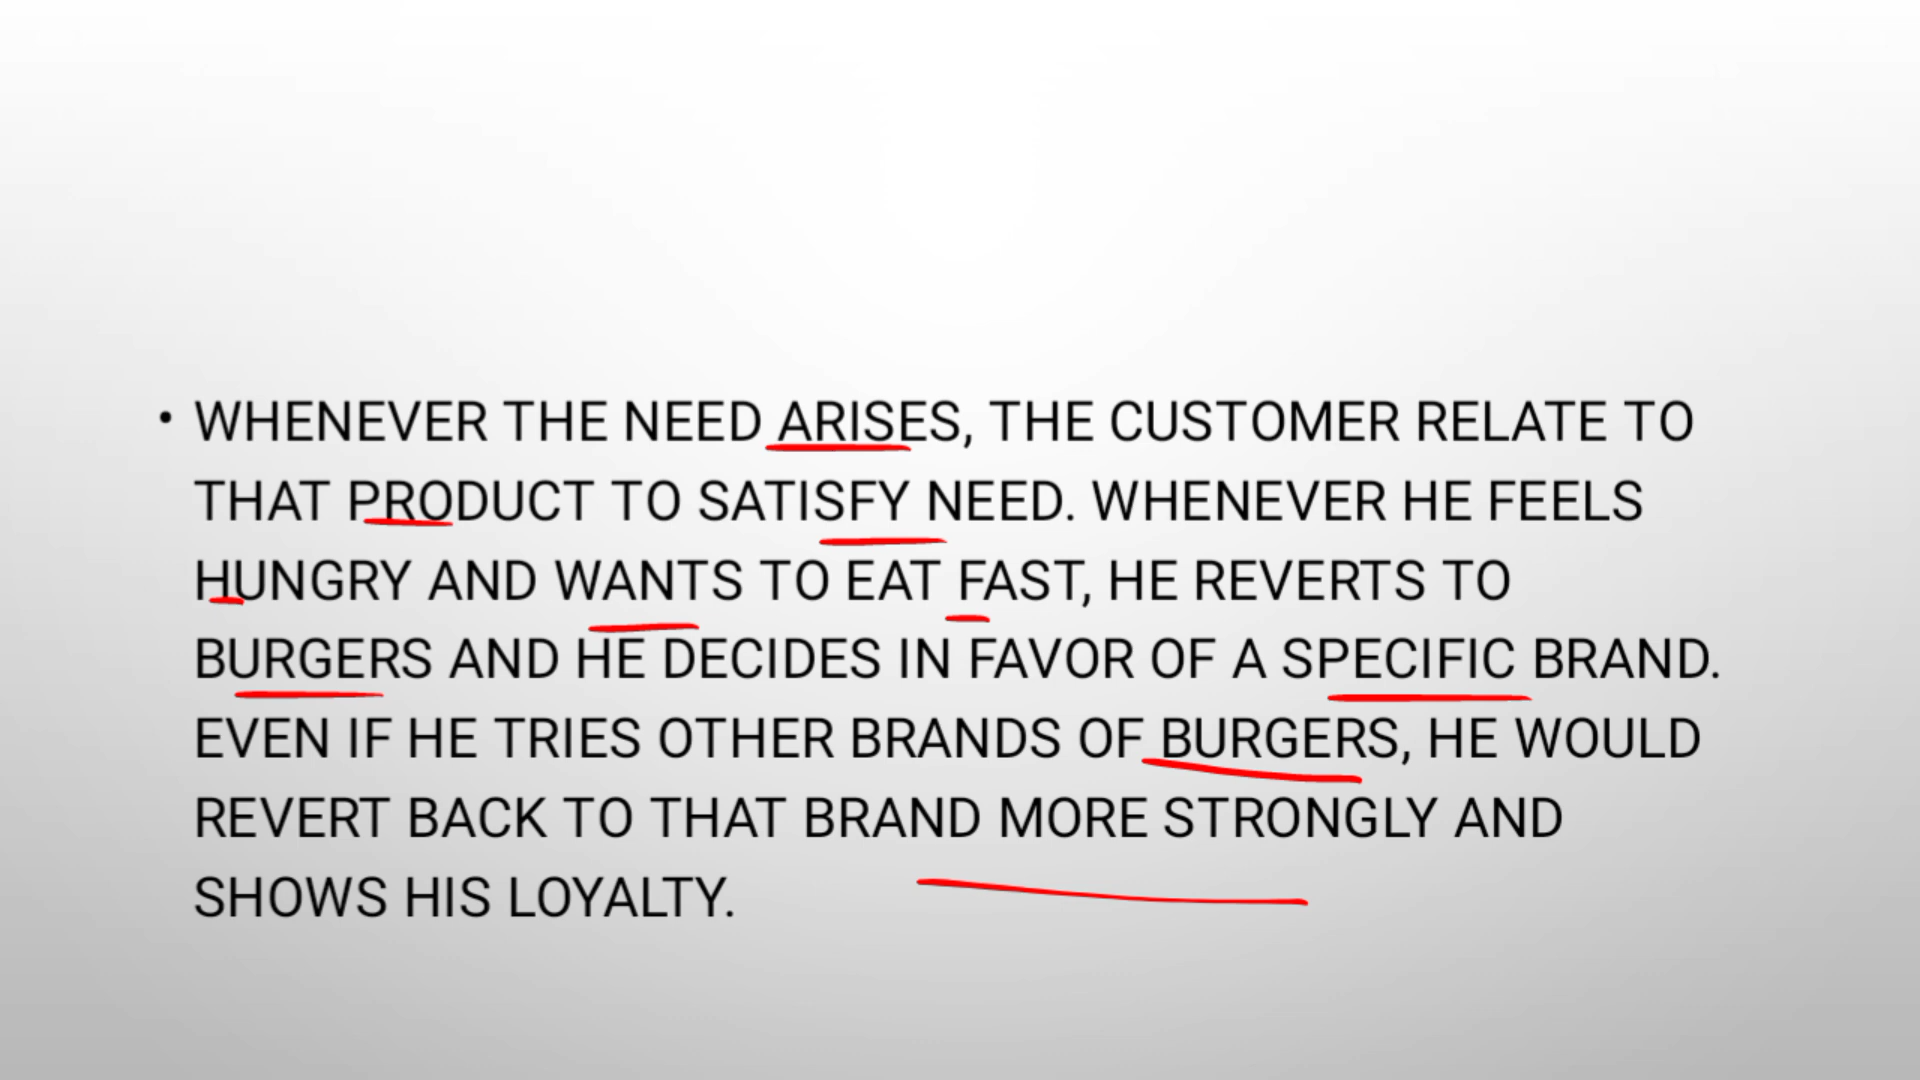 • WHENEVER THE NEED ARISES, THE CUSTOMER RELATE TO
THAT PRODUCT TO SATISFY NEED. WHENEVER HE FEELS
HUNGRY AND WANTS TO EAT FAST, HE REVERTS TO
BURGERS AND HE DECIDES IN FAVOR OF A SPECIFIC BRAND.
EVEN IF HE TRIES OTHER BRANDS OF BURGERS, HE WOULD
REVERT BACK TO THAT BRAND MORE STRONGLY AND
SHOWS HIS LOYALTY.